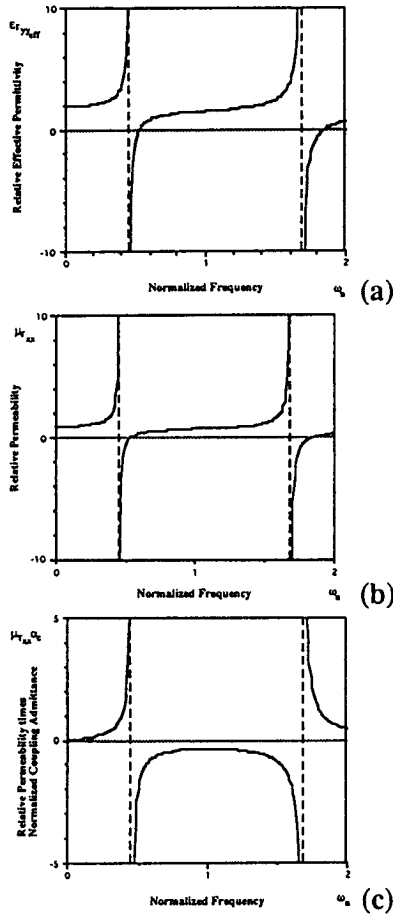 ε_r yz_eff
Relative Effective Permittivity
10
0
-10
0 1 2
Normalized Frequency ω_n (a)
μ_r xx
Relative Permeability
10
0
-10
0 1 2
Normalized Frequency ω_n (b)
μ_r xx Ω_c
Relative Permeability times
Normalized Coupling Admittance
5
0
-5
0 1 2
Normalized Frequency ω_n (c)